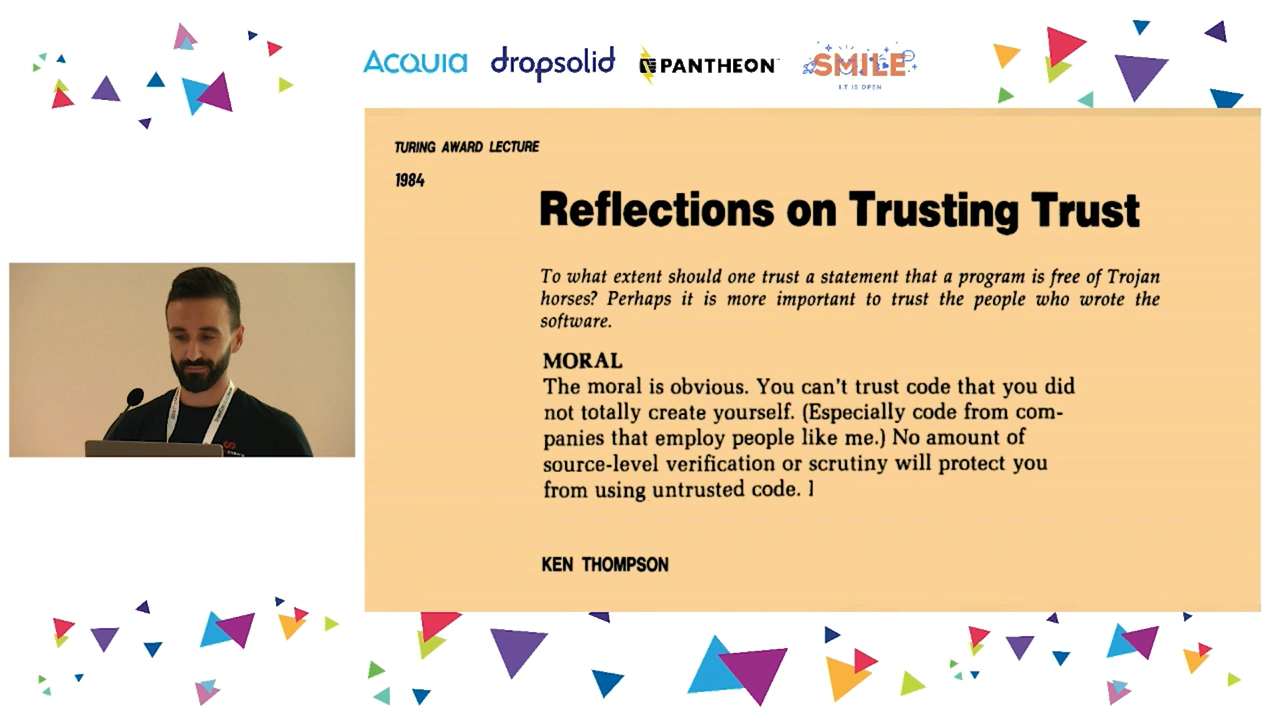 Acquia dropsolid PANTHEON SMILE
I.T IS OPEN
TURING AWARD LECTURE
1984
Reflections on Trusting Trust
To what extent should one trust a statement that a program is free of Trojan
horses? Perhaps it is more important to trust the people who wrote the
software.
MORAL
The moral is obvious. You can't trust code that you did
not totally create yourself. (Especially code from com-
panies that employ people like me.) No amount of
source-level verification or scrutiny will protect you
from using untrusted code. I
KEN THOMPSON